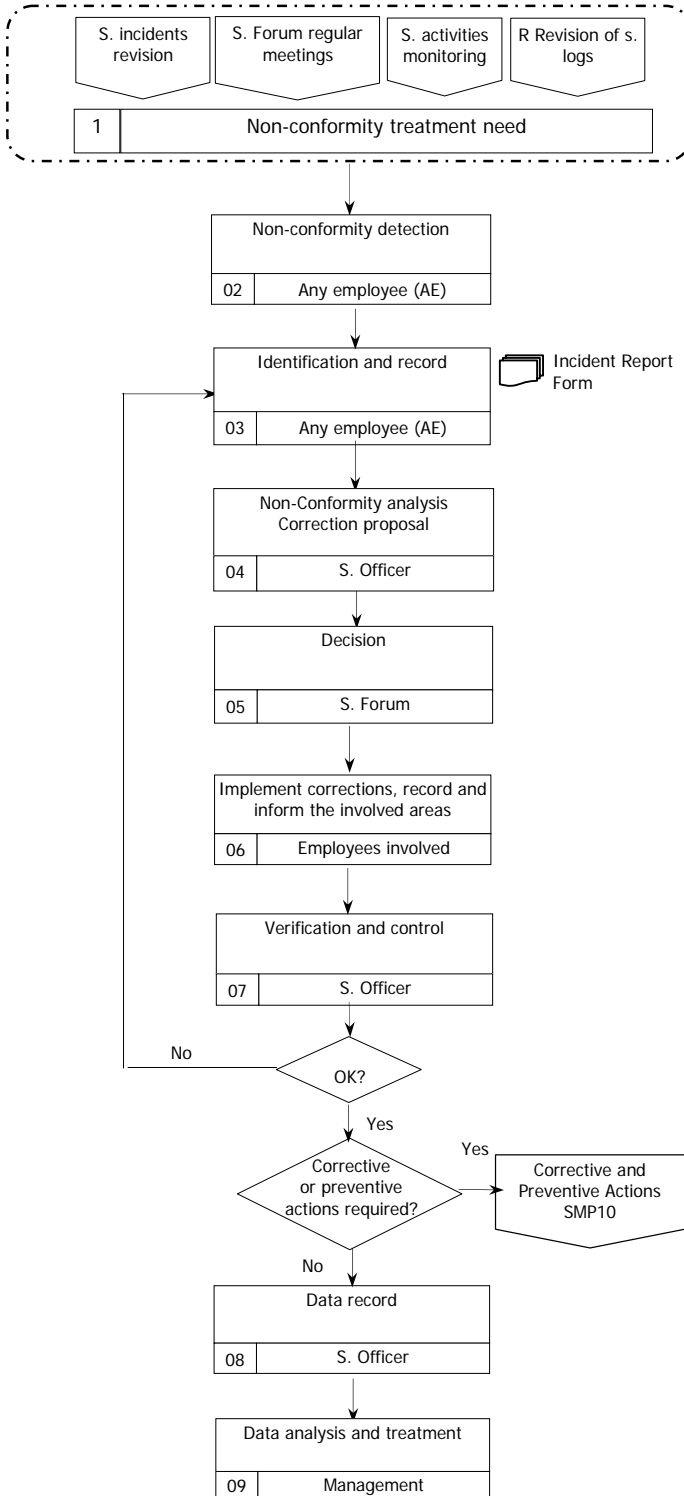 S. incidents
revision
S. Forum regular
meetings
S. activities
monitoring
R Revision of s.
logs
1 Non-conformity treatment need
Non-conformity detection
02 Any employee (AE)
Identification and record
Incident Report
Form
03 Any employee (AE)
Non-Conformity analysis
Correction proposal
04 S. Officer
Decision
05 S. Forum
Implement corrections, record and
inform the involved areas
06 Employees involved
Verification and control
07 S. Officer
No
OK?
Yes
Corrective
or preventive
actions required?
Yes
Corrective and
Preventive Actions
SMP10
No
Data record
08 S. Officer
Data analysis and treatment
09 Management